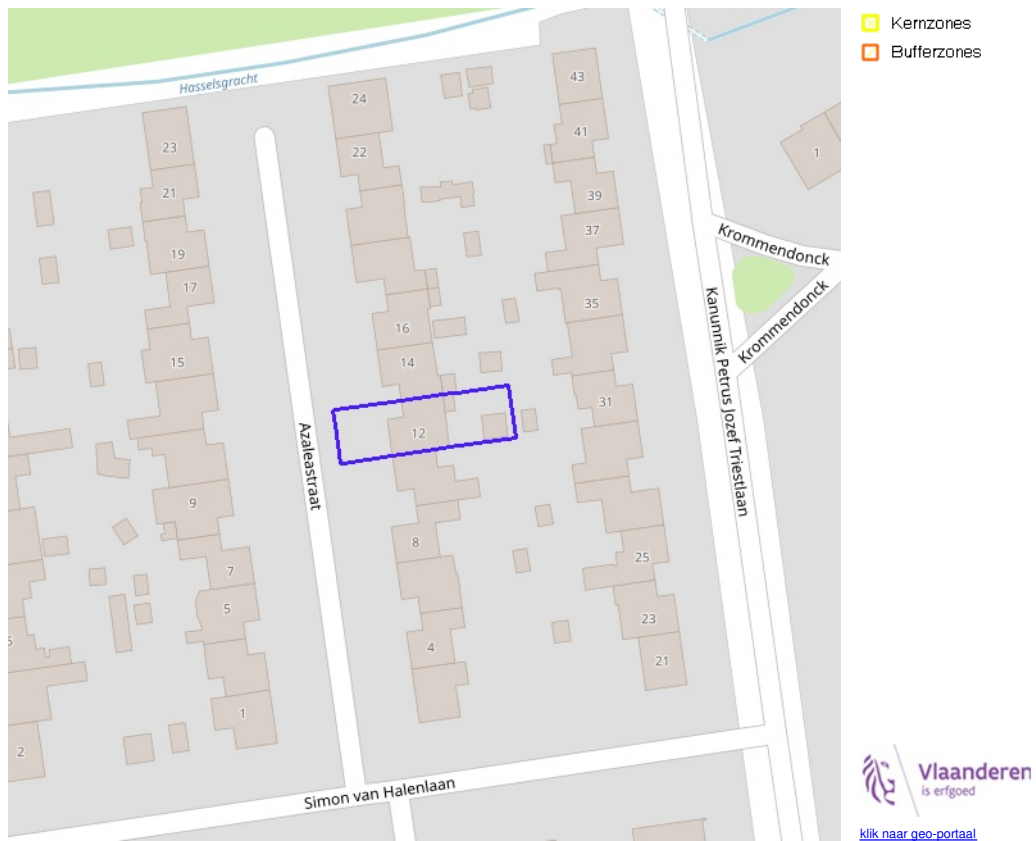 Kernzones
Bufferzones
Hasselsgracht
43
24
41
1
23
22
21
39
37
19
Krommendonck
17
35
Krommendonck
16
Kanunnik Petrus Jozef Triestlaan
15
14
31
12
Azaleastraat
9
8
25
7
5
23
4
21
1
2
Simon van Halenlaan
Vlaanderen
is erfgoed
klik naar geo-portaal